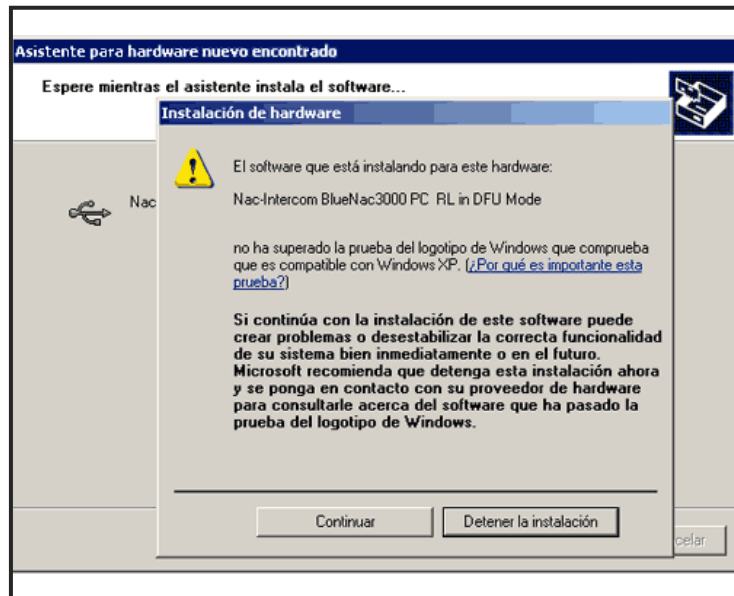 Asistente para hardware nuevo encontrado
Espere mientras el asistente instala el software...
Instalación de hardware
El software que está instalando para este hardware:
Nac
Nac-Intercom BlueNac3000 PC RL in DFU Mode
no ha superado la prueba del logotipo de Windows que comprueba
que es compatible con Windows XP. (¿Por qué es importante esta
prueba?)
Si continúa con la instalación de este software puede
crear problemas o desestabilizar la correcta funcionalidad
de su sistema bien inmediatamente o en el futuro.
Microsoft recomienda que detenga esta instalación ahora
y se ponga en contacto con su proveedor de hardware
para consultarle acerca del software que ha pasado la
prueba del logotipo de Windows.
Continuar
Detener la instalación
celar